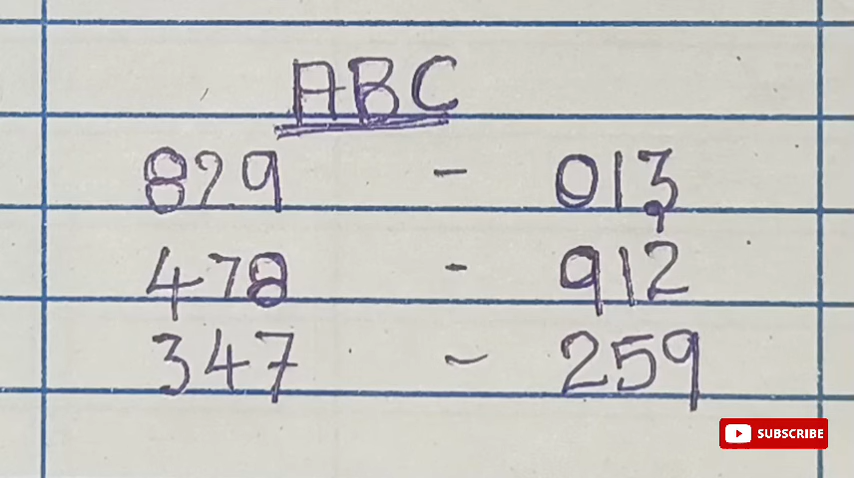 ABC
829 - 013
478 - 912
347 - 259
SUBSCRIBE